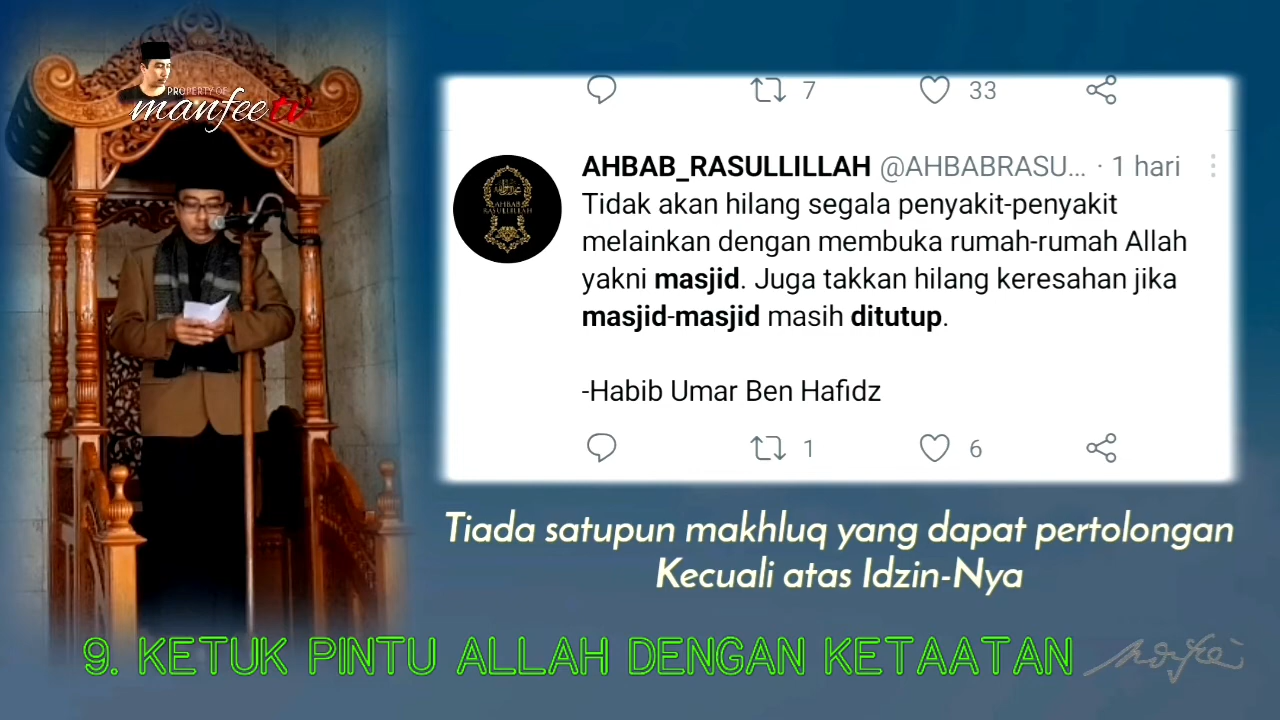 PROPERTY OF
manfeetv
7
33
AHBAB_RASULLILLAH @AHBABRASU... · 1 hari
AHBAB
RASULLILLAH
Tidak akan hilang segala penyakit-penyakit
melainkan dengan membuka rumah-rumah Allah
yakni masjid. Juga takkan hilang keresahan jika
masjid-masjid masih ditutup.
-Habib Umar Ben Hafidz
1
6
Tiada satupun makhluq yang dapat pertolongan
Kecuali atas Idzin-Nya
9. KETUK PINTU ALLAH DENGAN KETAATAN